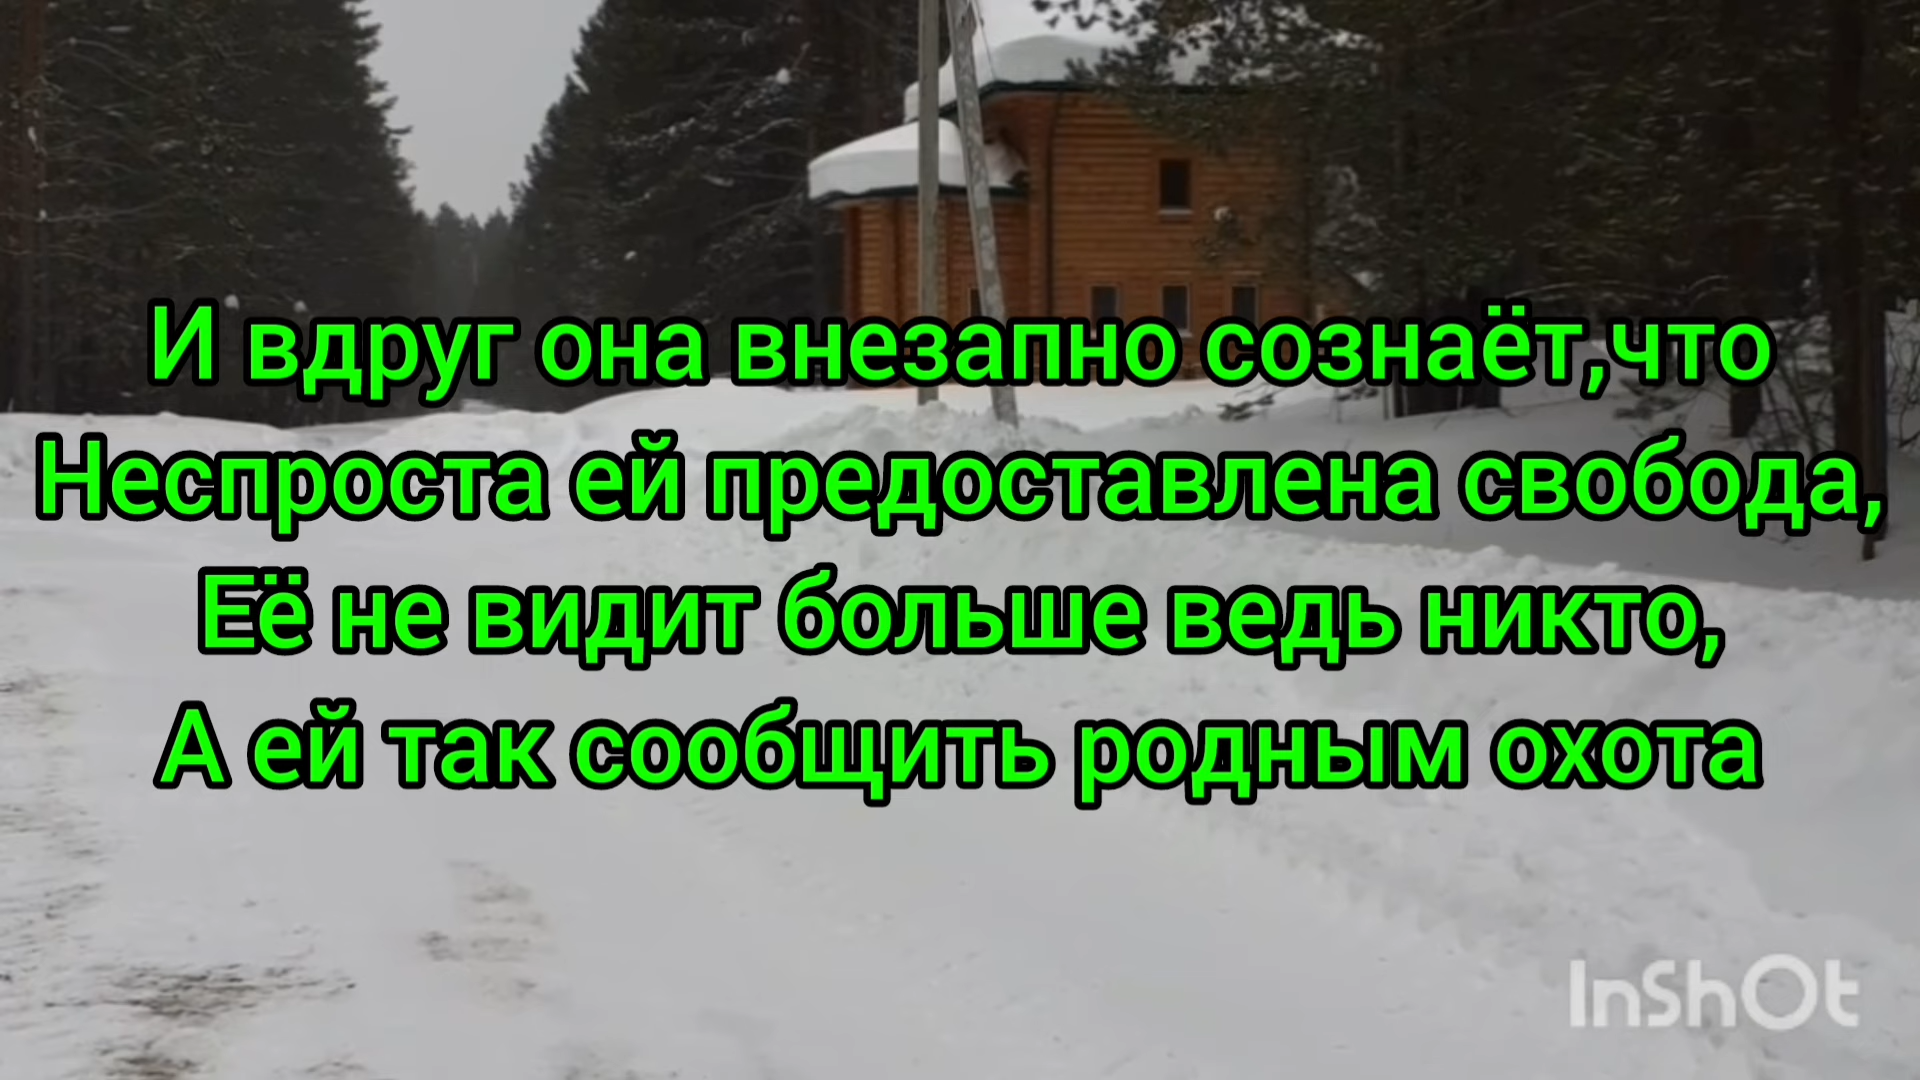 И вдруг она внезапно сознаёт,что
Неспроста ей предоставлена свобода,
Её не видит больше ведь никто,
А ей так сообщить родным охота
InShOt